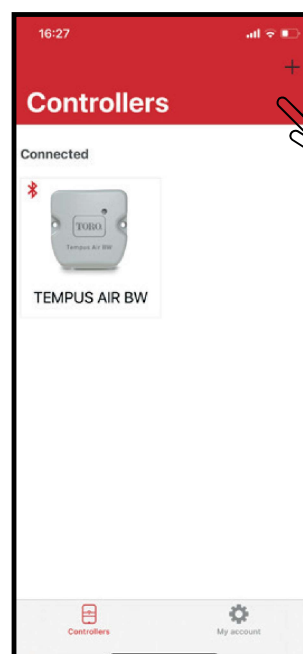 16:27
+
Controllers
Connected
TORO
Tempus Air BW
TEMPUS AIR BW
Controllers
My account